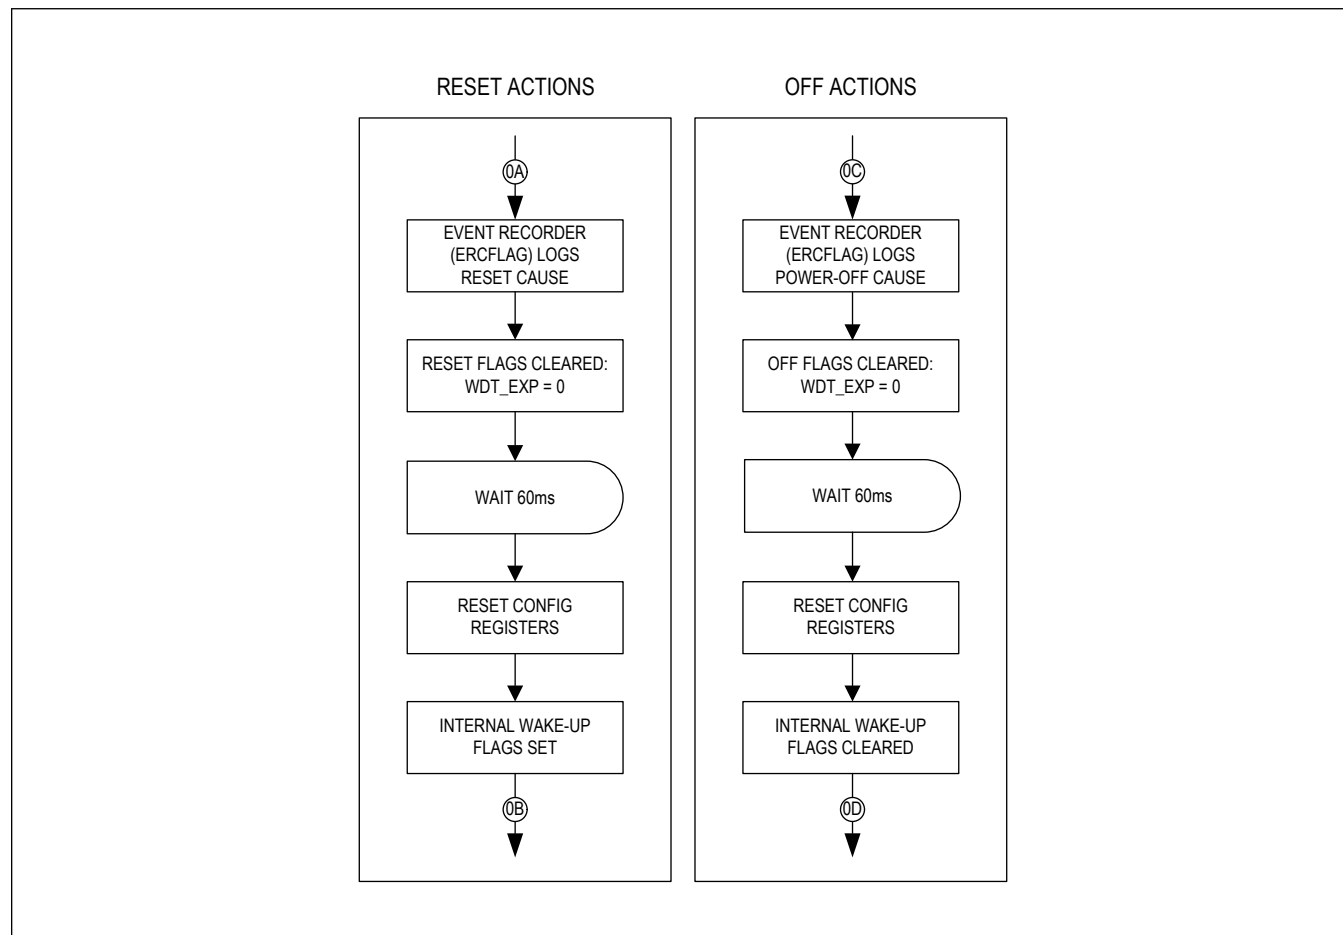 RESET ACTIONS
0A
EVENT RECORDER
(ERCFLAG) LOGS
RESET CAUSE
RESET FLAGS CLEARED:
WDT_EXP = 0
WAIT 60ms
RESET CONFIG
REGISTERS
INTERNAL WAKE-UP
FLAGS SET
0B
OFF ACTIONS
0C
EVENT RECORDER
(ERCFLAG) LOGS
POWER-OFF CAUSE
OFF FLAGS CLEARED:
WDT_EXP = 0
WAIT 60ms
RESET CONFIG
REGISTERS
INTERNAL WAKE-UP
FLAGS CLEARED
0D